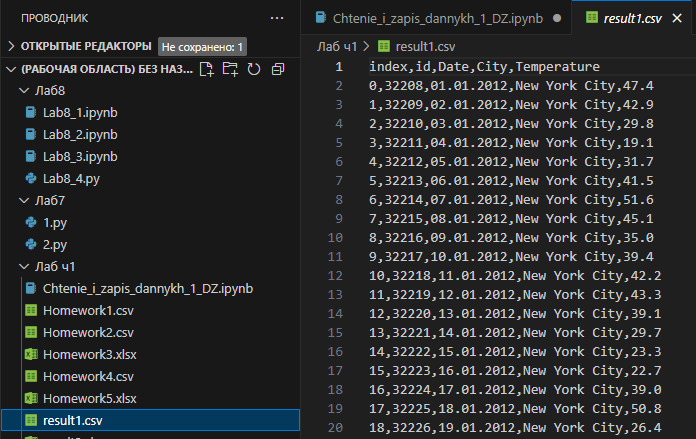 ПРОВОДНИК
ОТКРЫТЫЕ РЕДАКТОРЫ Не сохранено: 1
(РАБОЧАЯ ОБЛАСТЬ) БЕЗ НАЗ...
Лаб8
Lab8_1.ipynb
Lab8_2.ipynb
Lab8_3.ipynb
Lab8_4.py
Лаб7
1.py
2.py
Лаб ч1
Chtenie_i_zapis_dannykh_1_DZ.ipynb
Homework1.csv
Homework2.csv
Homework3.xlsx
Homework4.csv
Homework5.xlsx
result1.csv
Chtenie_i_zapis_dannykh_1_DZ.ipynb
result1.csv
Лаб ч1 > result1.csv
1 index,id,Date,City,Temperature
2 0,32208,01.01.2012,New York City,47.4
3 1,32209,02.01.2012,New York City,42.9
4 2,32210,03.01.2012,New York City,29.8
5 3,32211,04.01.2012,New York City,19.1
6 4,32212,05.01.2012,New York City,31.7
7 5,32213,06.01.2012,New York City,41.5
8 6,32214,07.01.2012,New York City,51.6
9 7,32215,08.01.2012,New York City,45.1
10 8,32216,09.01.2012,New York City,35.0
11 9,32217,10.01.2012,New York City,39.4
12 10,32218,11.01.2012,New York City,42.2
13 11,32219,12.01.2012,New York City,43.3
14 12,32220,13.01.2012,New York City,39.1
15 13,32221,14.01.2012,New York City,29.7
16 14,32222,15.01.2012,New York City,23.3
17 15,32223,16.01.2012,New York City,22.7
18 16,32224,17.01.2012,New York City,39.0
19 17,32225,18.01.2012,New York City,50.8
20 18,32226,19.01.2012,New York City,26.4